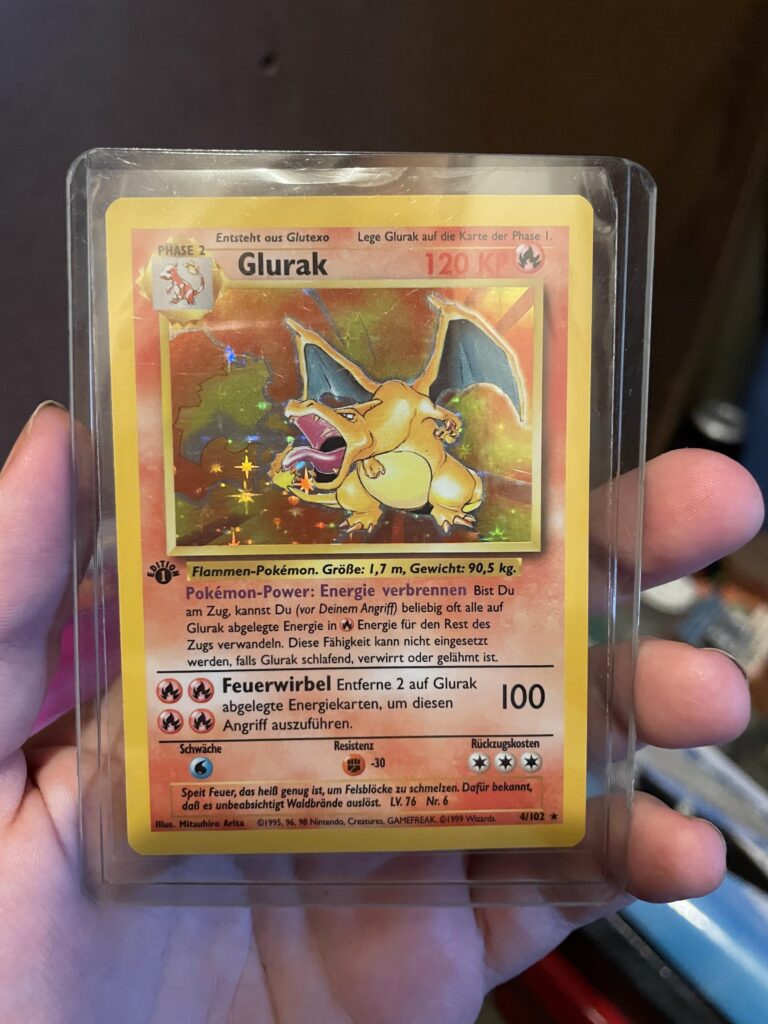 Entsteht aus Glutexo Lege Glurak auf die Karte der Phase 1.
PHASE 2
Glurak 120 KP
EDITION
1
Flammen-Pokémon. Größe: 1,7 m, Gewicht: 90,5 kg.
Pokémon-Power: Energie verbrennen Bist Du
am Zug, kannst Du (vor Deinem Angriff) beliebig oft alle auf
Glurak abgelegte Energie in Energie für den Rest des
Zugs verwandeln. Diese Fähigkeit kann nicht eingesetzt
werden, falls Glurak schlafend, verwirrt oder gelähmt ist.
Feuerwirbel Entferne 2 auf Glurak
abgelegte Energiekarten, um diesen
Angriff auszuführen.
100
Schwäche Resistenz Rückzugskosten
-30
Speit Feuer, das heiß genug ist, um Felsblöcke zu schmelzen. Dafür bekannt,
daß es unbeabsichtigt Waldbrände auslöst. LV. 76 Nr. 6
Illus. Mitsuhiro Arita ©1995, 96, 98 Nintendo, Creatures, GAMEFREAK. ©1999 Wizards. 4/102 ★